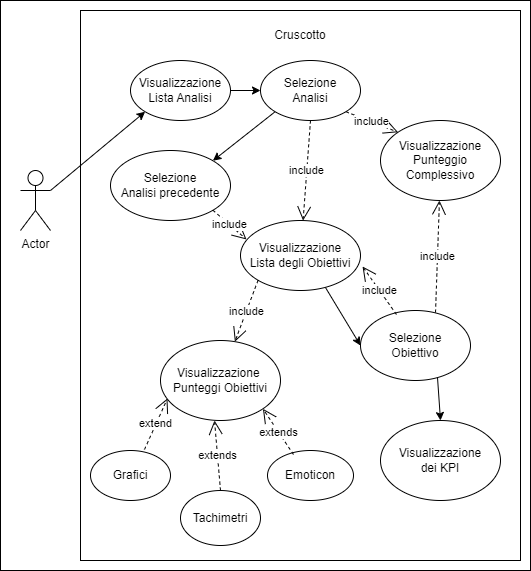 Cruscotto
Visualizzazione
Lista Analisi
Selezione
Analisi
include
Visualizzazione
Punteggio
Complessivo
include
Selezione
Analisi precedente
Actor
include
Visualizzazione
Lista degli Obiettivi
include
include
include
Selezione
Obiettivo
Visualizzazione
Punteggi Obiettivi
extend
extends
extends
Grafici
Emoticon
Tachimetri
Visualizzazione
dei KPI